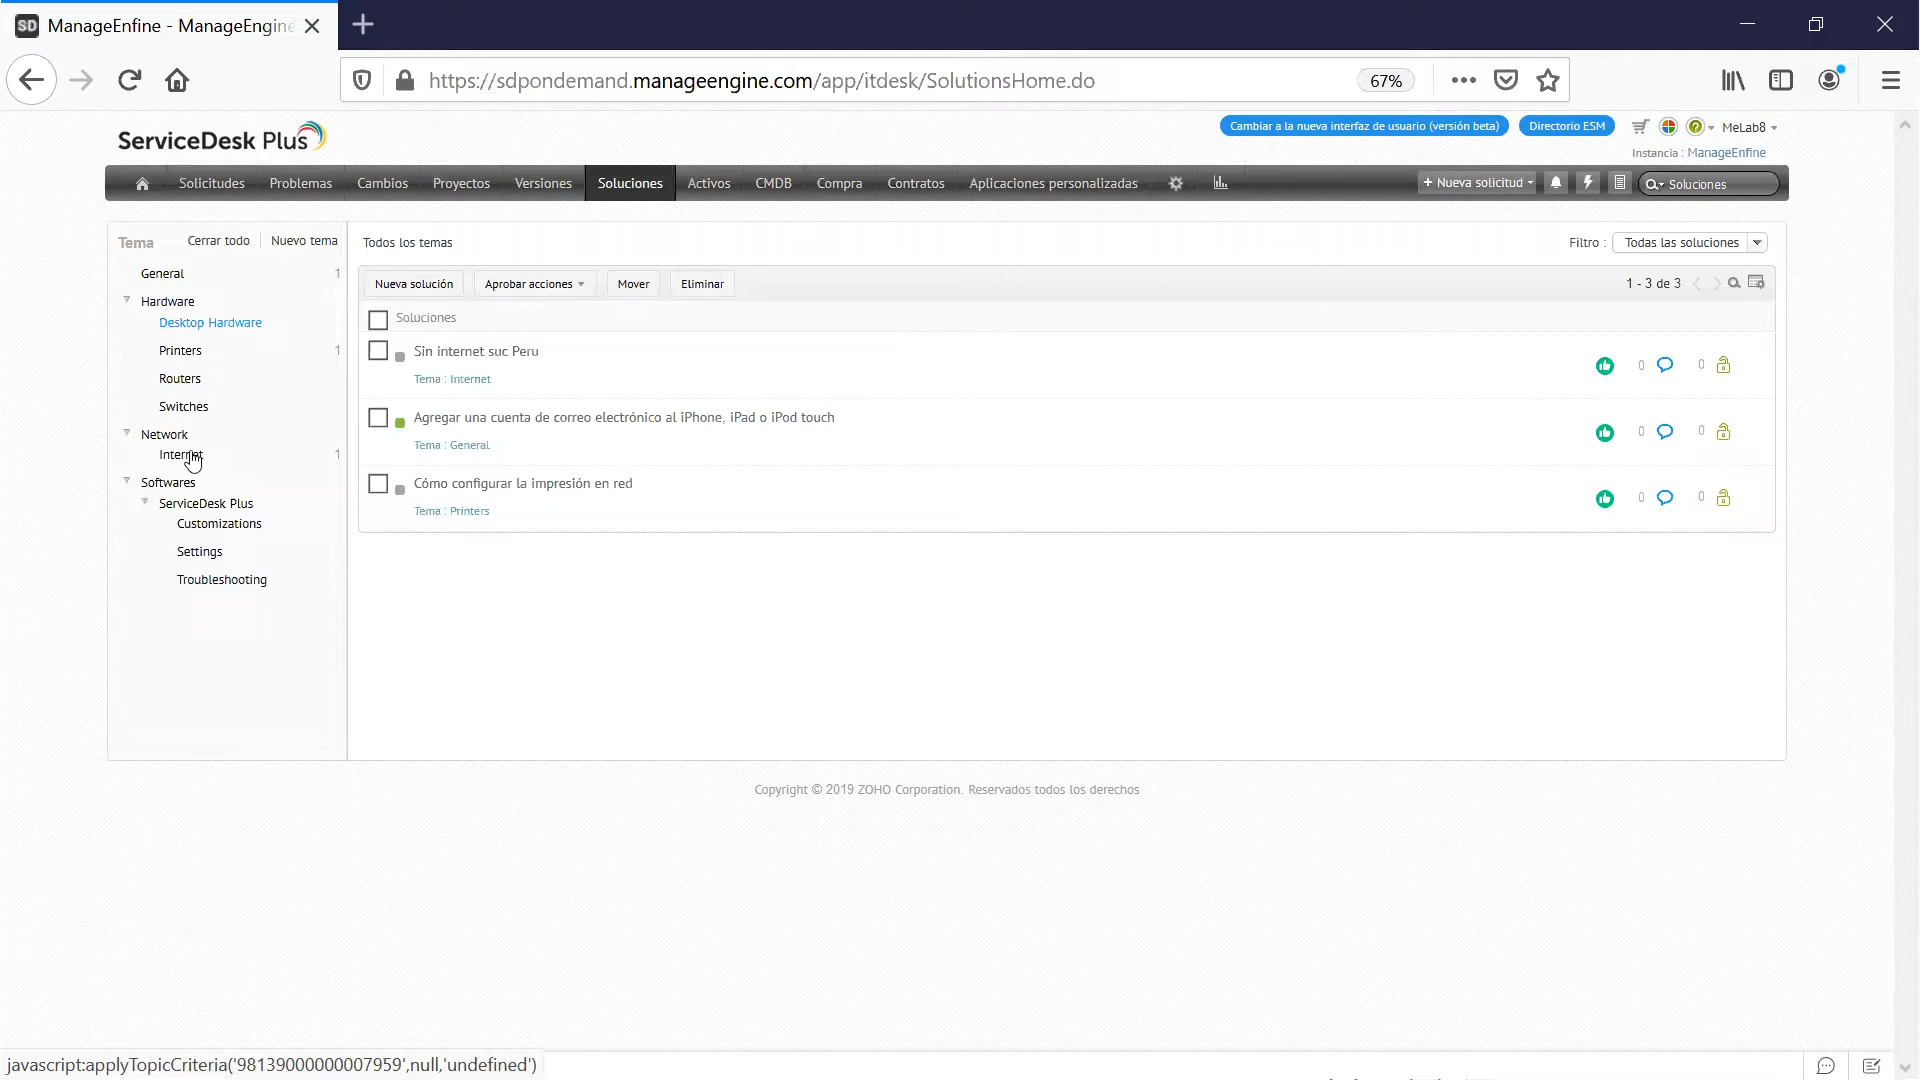 SD ManageEnfine - ManageEngine
https://sdpondemand.manageengine.com/app/itdesk/SolutionsHome.do
67%
ServiceDesk Plus
Cambiar a la nueva interfaz de usuario (versión beta)
Directorio ESM
MeLab8
Instancia : ManageEnfine
Solicitudes
Problemas
Cambios
Proyectos
Versiones
Soluciones
Activos
CMDB
Compra
Contratos
Aplicaciones personalizadas
+ Nueva solicitud
Soluciones
Tema
Cerrar todo
Nuevo tema
General 1
Hardware
Desktop Hardware
Printers 1
Routers
Switches
Network
Internet 1
Softwares
ServiceDesk Plus
Customizations
Settings
Troubleshooting
Todos los temas
Filtro : Todas las soluciones
Nueva solución
Aprobar acciones
Mover
Eliminar
1 - 3 de 3
Soluciones
Sin internet suc Peru
0 0
Tema : Internet
Agregar una cuenta de correo electrónico al iPhone, iPad o iPod touch
0 0
Tema : General
Cómo configurar la impresión en red
0 0
Tema : Printers
Copyright © 2019 ZOHO Corporation. Reservados todos los derechos
javascript:applyTopicCriteria('98139000000007959',null,'undefined')